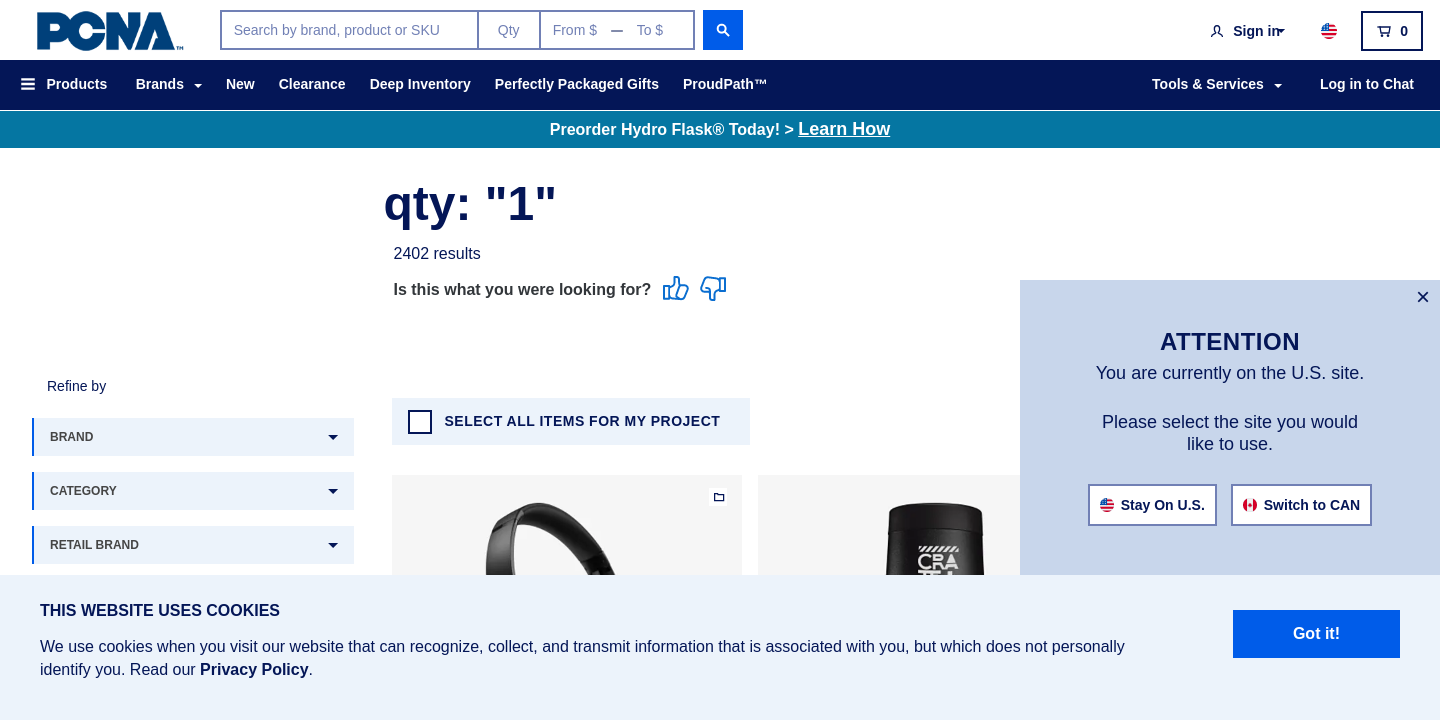 PCNA™
Search by brand, product or SKU
Qty
From $ — To $
Sign in
0
Products
Brands
New
Clearance
Deep Inventory
Perfectly Packaged Gifts
ProudPath™
Tools & Services
Log in to Chat
Preorder Hydro Flask® Today! > Learn How
qty: "1"
2402 results
Is this what you were looking for?
Refine by
BRAND
CATEGORY
RETAIL BRAND
SELECT ALL ITEMS FOR MY PROJECT
×
ATTENTION
You are currently on the U.S. site.
Please select the site you would
like to use.
Stay On U.S.
Switch to CAN
THIS WEBSITE USES COOKIES
We use cookies when you visit our website that can recognize, collect, and transmit information that is associated with you, but which does not personally
identify you. Read our Privacy Policy.
Got it!